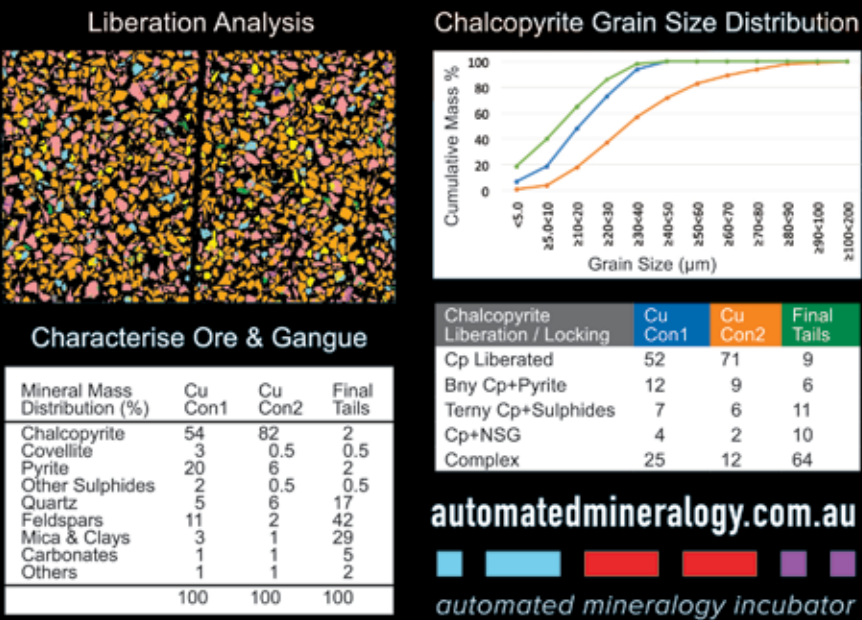 Liberation Analysis
Characterise Ore & Gangue
Mineral Mass Distribution (%) Cu Con1 Cu Con2 Final Tails
Chalcopyrite 54 82 2
Covellite 3 0.5 0.5
Pyrite 20 6 2
Other Sulphides 2 0.5 0.5
Quartz 5 6 17
Feldspars 11 2 42
Mica & Clays 3 1 29
Carbonates 1 1 5
Others 1 1 2
100 100 100
Chalcopyrite Grain Size Distribution
Cumulative Mass %
100
80
60
40
20
0
<5.0 ≥5.0<10 ≥10<20 ≥20<30 ≥30<40 ≥40<50 ≥50<60 ≥60<70 ≥70<80 ≥80<90 ≥90<100 ≥100<200
Grain Size (μm)
Chalcopyrite Liberation / Locking Cu Con1 Cu Con2 Final Tails
Cp Liberated 52 71 9
Bny Cp+Pyrite 12 9 6
Terny Cp+Sulphides 7 6 11
Cp+NSG 4 2 10
Complex 25 12 64
automatedmineralogy.com.au
automated mineralogy incubator